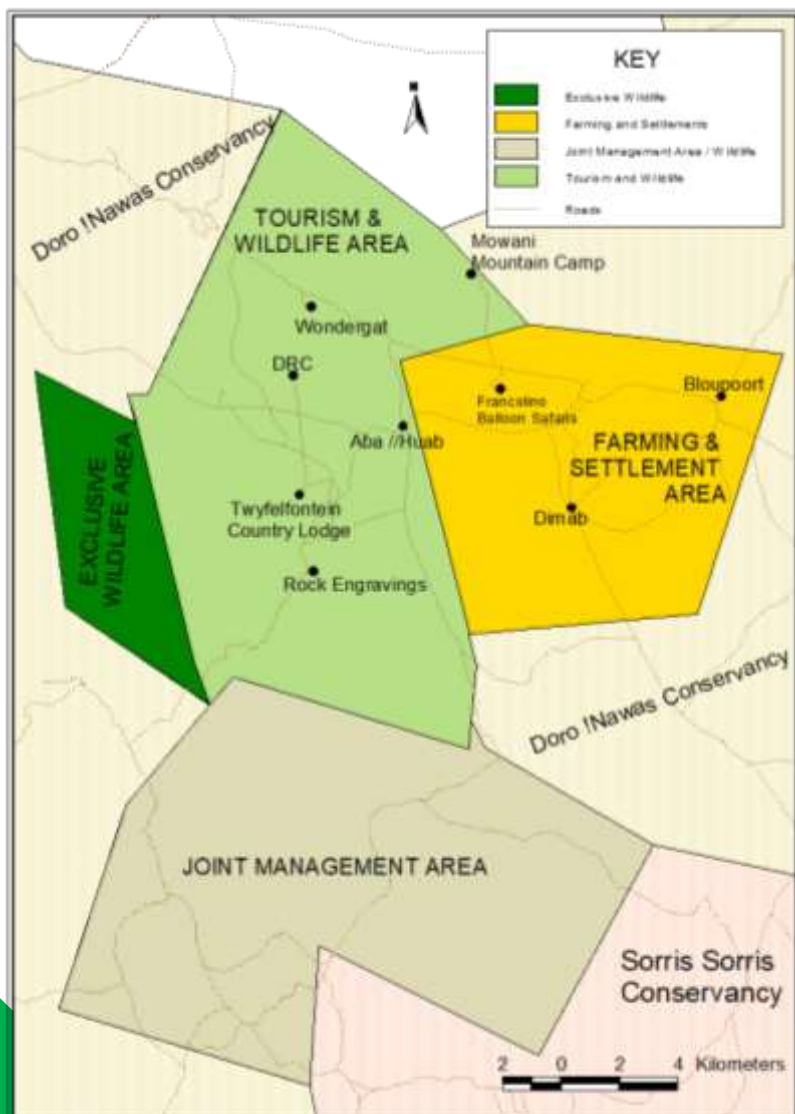 KEY
Exclusive Wildlife
Farming and Settlements
Joint Management Area / Wildlife
Tourism and Wildlife
Roads
Doro !Nawas Conservancy
TOURISM &
WILDLIFE AREA
Mowani
Mountain Camp
Wondergat
DRC
Francolino
Balloon Safaris
Bloupoort
Aba //Huab
FARMING &
SETTLEMENT
AREA
EXCLUSIVE
WILDLIFE AREA
Twyfelfontein
Country Lodge
Dimab
Rock Engravings
Doro !Nawas Conservancy
JOINT MANAGEMENT AREA
Sorris Sorris
Conservancy
2 0 2 4 Kilometers